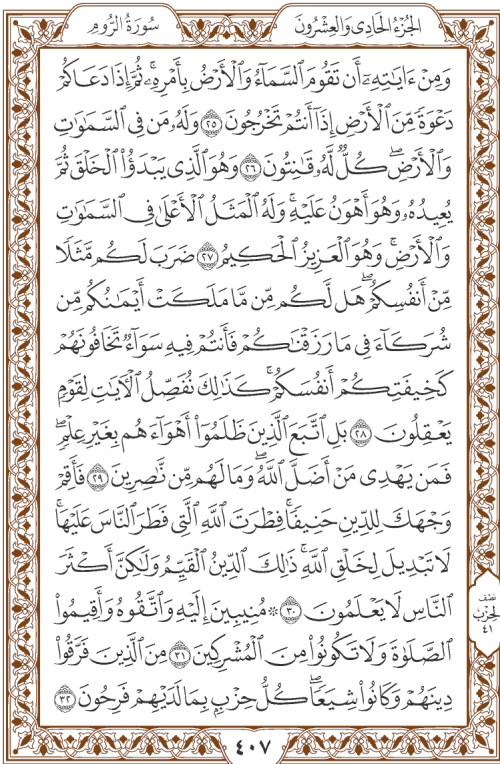 سُورَةُ الرُّومِ
الجُزْءُ الحَادِي وَالعِشْرُونَ
وَمِنْ ءَايَٰتِهِۦٓ أَن تَقُومَ ٱلسَّمَآءُ وَٱلْأَرْضُ بِأَمْرِهِۦۚ ثُمَّ إِذَا دَعَاكُمْ
دَعْوَةً مِّنَ ٱلْأَرْضِ إِذَآ أَنتُمْ تَخْرُجُونَ ٢٥ وَلَهُۥ مَن فِى ٱلسَّمَٰوَٰتِ
وَٱلْأَرْضِۖ كُلٌّ لَّهُۥ قَٰنِتُونَ ٢٦ وَهُوَ ٱلَّذِى يَبْدَؤُا۟ ٱلْخَلْقَ ثُمَّ
يُعِيدُهُۥ وَهُوَ أَهْوَنُ عَلَيْهِۚ وَلَهُ ٱلْمَثَلُ ٱلْأَعْلَىٰ فِى ٱلسَّمَٰوَٰتِ
وَٱلْأَرْضِۚ وَهُوَ ٱلْعَزِيزُ ٱلْحَكِيمُ ٢٧ ضَرَبَ لَكُم مَّثَلًا
مِّنْ أَنفُسِكُمْۖ هَل لَّكُم مِّن مَّا مَلَكَتْ أَيْمَٰنُكُم مِّن
شُرَكَآءَ فِى مَا رَزَقْنَٰكُمْ فَأَنتُمْ فِيهِ سَوَآءٌ تَخَافُونَهُمْ
كَخِيفَتِكُمْ أَنفُسَكُمْۚ كَذَٰلِكَ نُفَصِّلُ ٱلْءَايَٰتِ لِقَوْمٍ
يَعْقِلُونَ ٢٨ بَلِ ٱتَّبَعَ ٱلَّذِينَ ظَلَمُوٓا۟ أَهْوَآءَهُم بِغَيْرِ عِلْمٍۖ
فَمَن يَهْدِى مَنْ أَضَلَّ ٱللَّهُۖ وَمَا لَهُم مِّن نَّٰصِرِينَ ٢٩ فَأَقِمْ
وَجْهَكَ لِلدِّينِ حَنِيفًاۚ فِطْرَتَ ٱللَّهِ ٱلَّتِى فَطَرَ ٱلنَّاسَ عَلَيْهَاۚ
لَا تَبْدِيلَ لِخَلْقِ ٱللَّهِۚ ذَٰلِكَ ٱلدِّينُ ٱلْقَيِّمُ وَلَٰكِنَّ أَكْثَرَ
ٱلنَّاسِ لَا يَعْلَمُونَ ٣٠ ۞ مُنِيبِينَ إِلَيْهِ وَٱتَّقُوهُ وَأَقِيمُوا۟
ٱلصَّلَوٰةَ وَلَا تَكُونُوا۟ مِنَ ٱلْمُشْرِكِينَ ٣١ مِنَ ٱلَّذِينَ فَرَّقُوا۟
دِينَهُمْ وَكَانُوا۟ شِيَعًاۖ كُلُّ حِزْبٍۭ بِمَا لَدَيْهِمْ فَرِحُونَ ٣٢
نصف
الحزب
٤١
٤٠٧